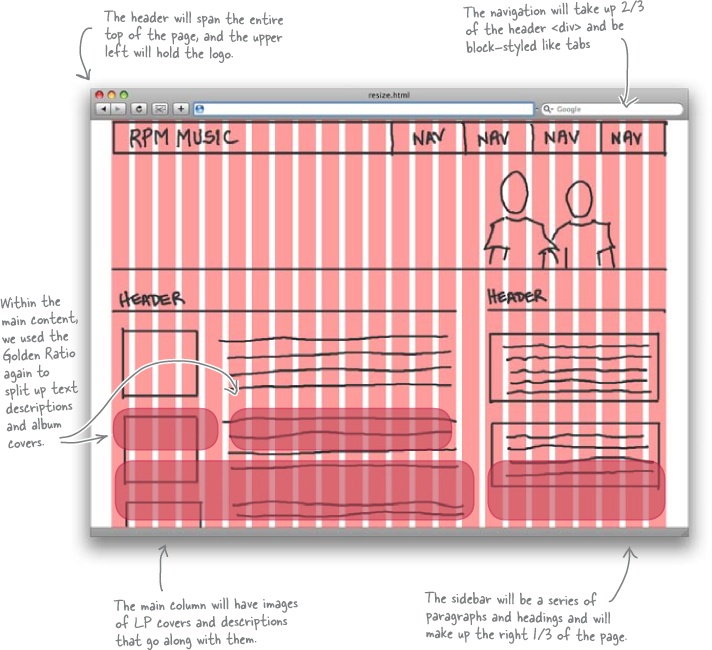 The header will span the entire
top of the page, and the upper
left will hold the logo.
The navigation will take up 2/3
of the header <div> and be
block-styled like tabs
resize.html
Google
RPM MUSIC
NAV
NAV
NAV
NAV
HEADER
HEADER
Within the
main content,
we used the
Golden Ratio
again to
split up text
descriptions
and album
covers.
The main column will have images
of LP covers and descriptions
that go along with them.
The sidebar will be a series of
paragraphs and headings and will
make up the right 1/3 of the page.